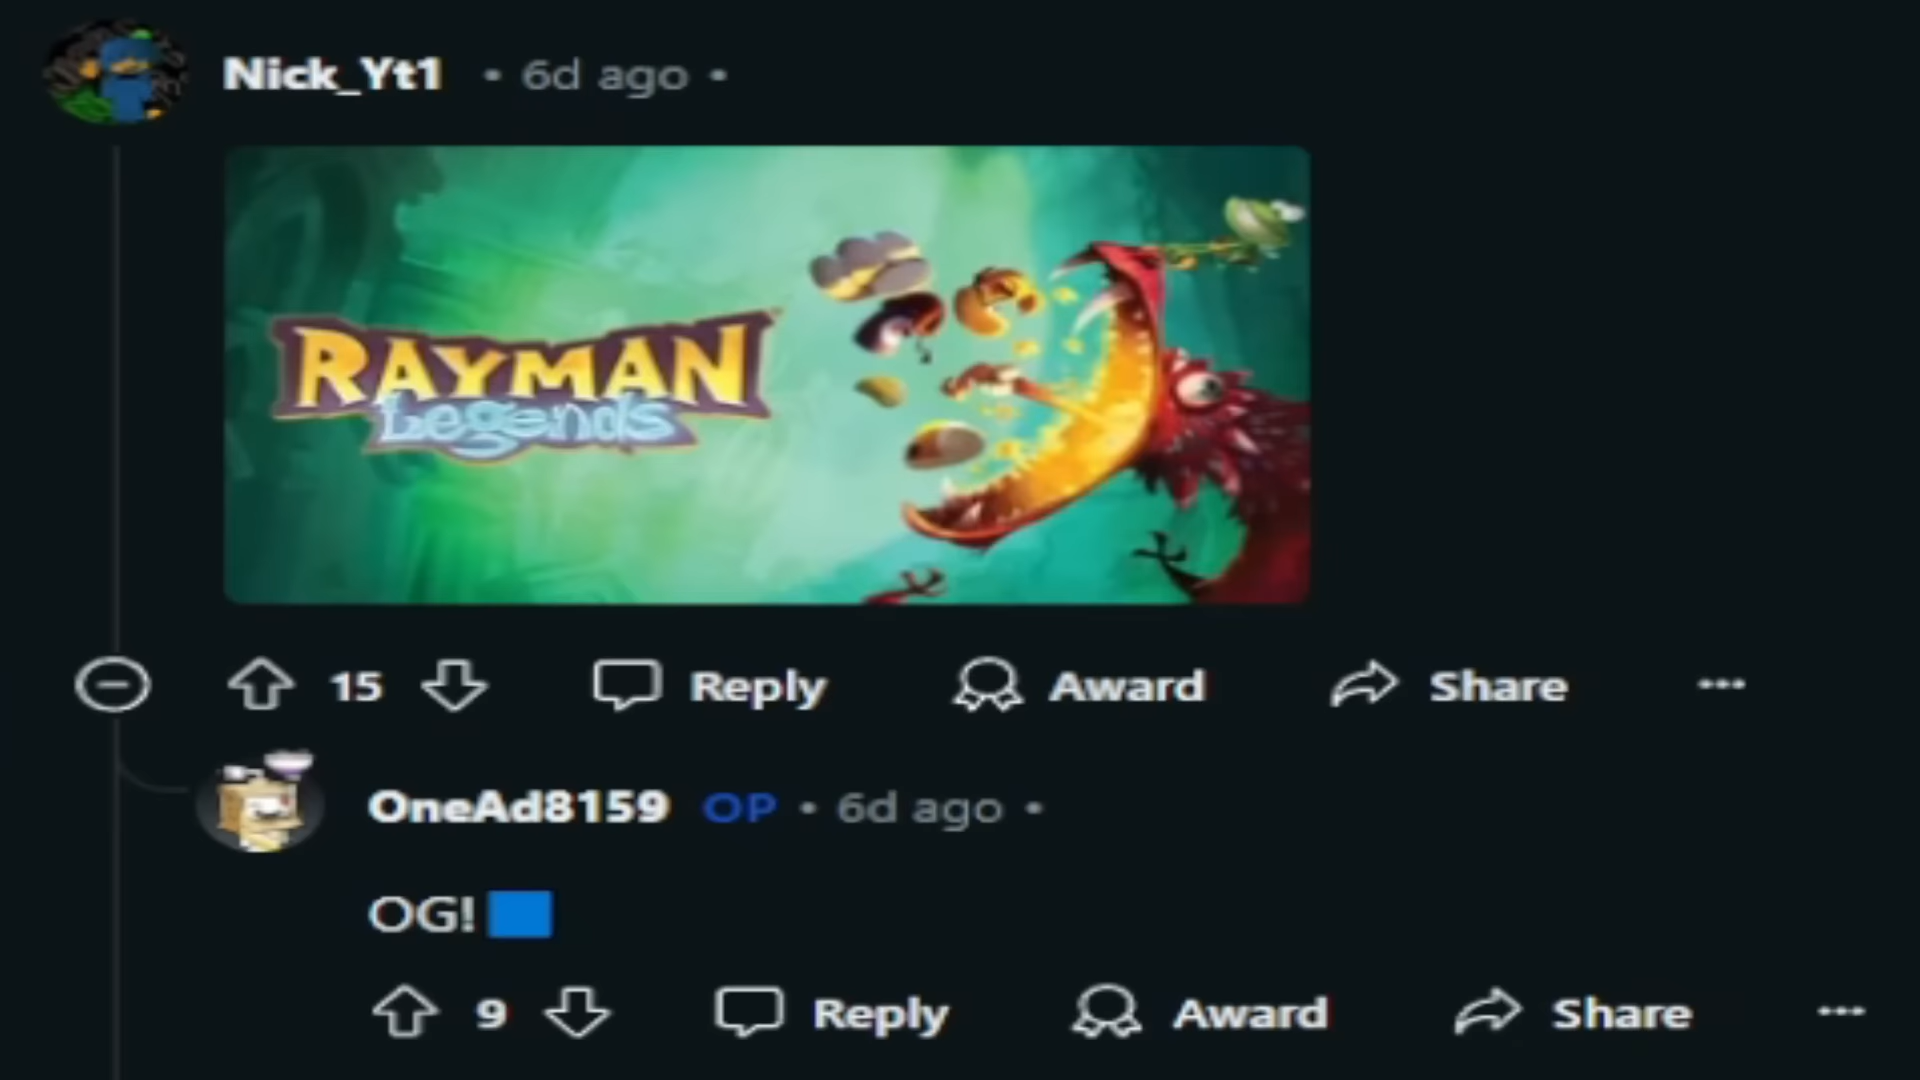 Nick_Yt1 • 6d ago •
RAYMAN
Legends
15 Reply Award Share ...
OneAd8159 OP • 6d ago •
OG! 🟦
9 Reply Award Share ...